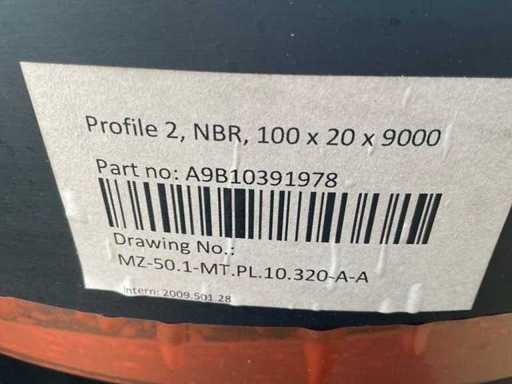 Profile 2, NBR, 100 x 20 x 9000
Part no: A9B10391978
Drawing No.:
MZ-50.1-MT.PL.10.320-A-A
Intern: 2009.501.28